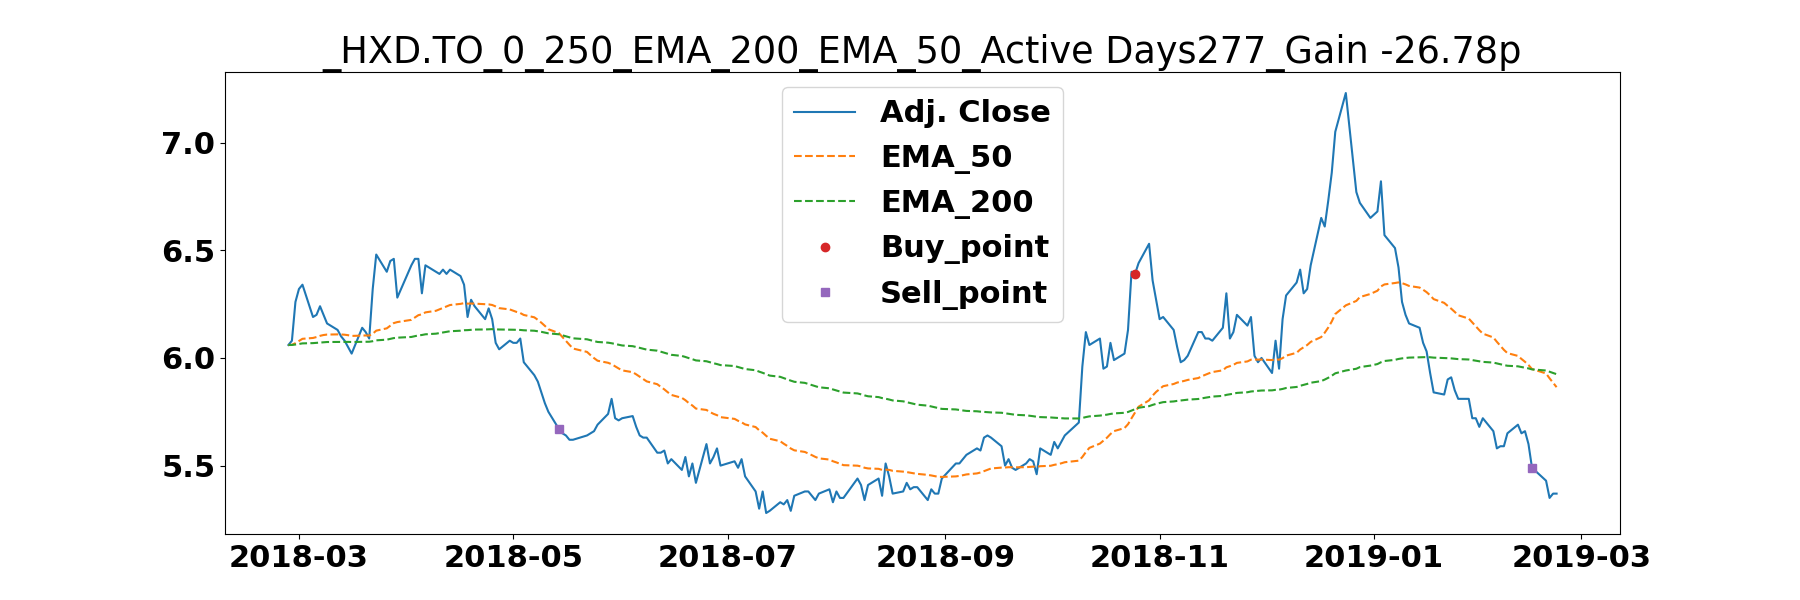 _HXD.TO_0_250_EMA_200_EMA_50_Active Days277_Gain -26.78p
Adj. Close
EMA_50
EMA_200
Buy_point
Sell_point
7.0
6.5
6.0
5.5
2018-03 2018-05 2018-07 2018-09 2018-11 2019-01 2019-03